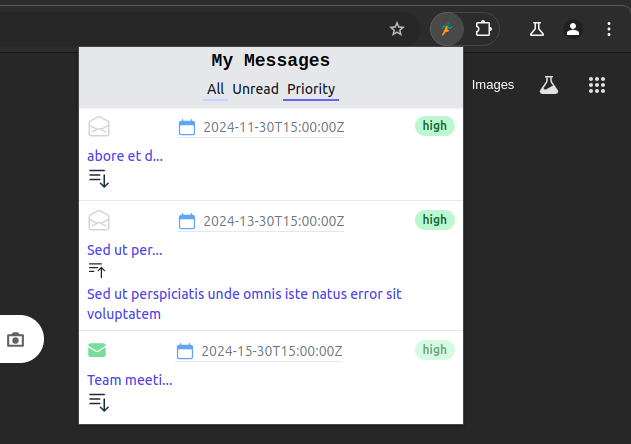 My Messages
All Unread Priority
Images
2024-11-30T15:00:00Z high
abore et d...
2024-13-30T15:00:00Z high
Sed ut per...
Sed ut perspiciatis unde omnis iste natus error sit
voluptatem
2024-15-30T15:00:00Z high
Team meeti...